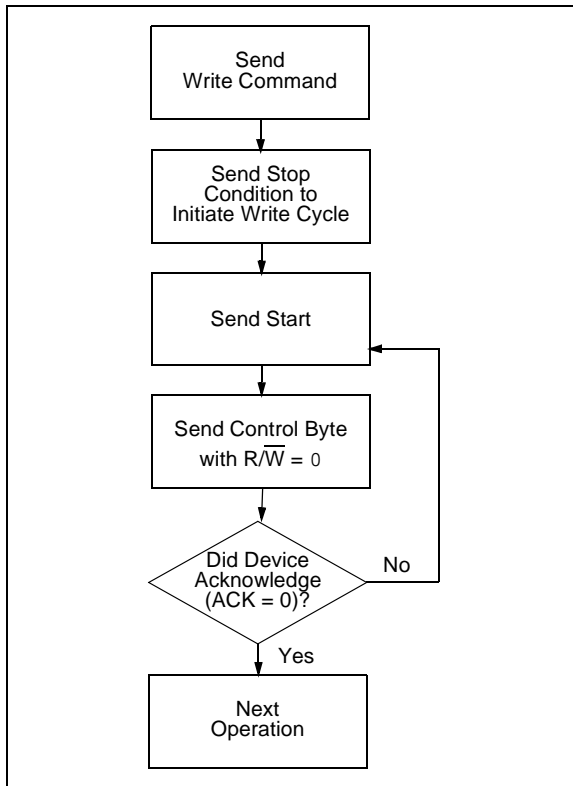 Send
Write Command
Send Stop
Condition to
Initiate Write Cycle
Send Start
Send Control Byte
with R/W̅ = 0
Did Device
Acknowledge
(ACK = 0)?
No
Yes
Next
Operation